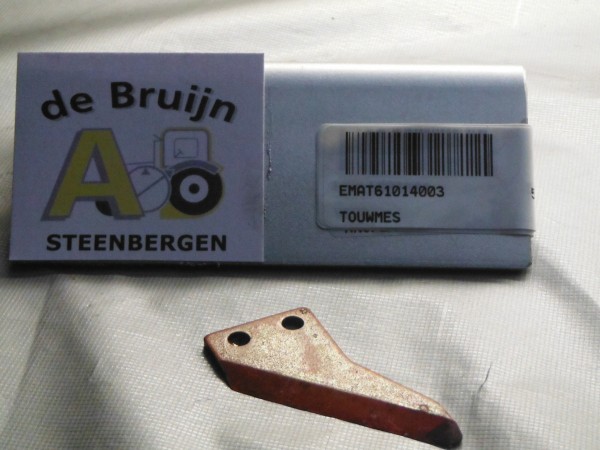 de Bruijn
A
STEENBERGEN
EMAT61014003
TOUWMES